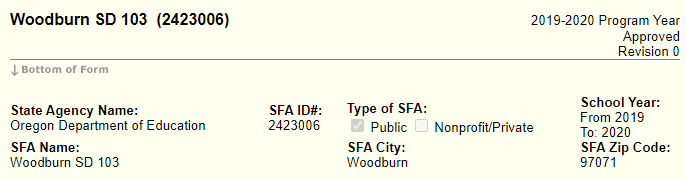 Woodburn SD 103 (2423006)
2019-2020 Program Year
Approved
Revision 0
↓ Bottom of Form
State Agency Name:
Oregon Department of Education
SFA ID#:
2423006
Type of SFA:
Public Nonprofit/Private
School Year:
From 2019
To: 2020
SFA Name:
Woodburn SD 103
SFA City:
Woodburn
SFA Zip Code:
97071